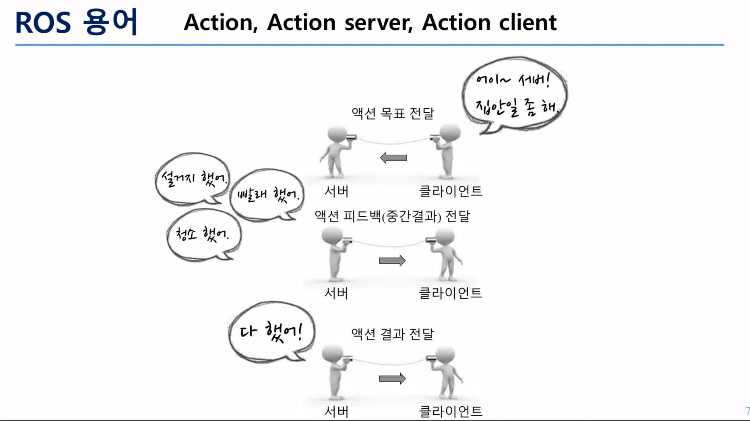 ROS 용어
Action, Action server, Action client
어이~ 서버!
집안일 좀 해.
액션 목표 전달
서버
클라이언트
설거지 했어.
빨래 했어.
청소 했어.
액션 피드백(중간결과) 전달
서버
클라이언트
다 했어!
액션 결과 전달
서버
클라이언트
7